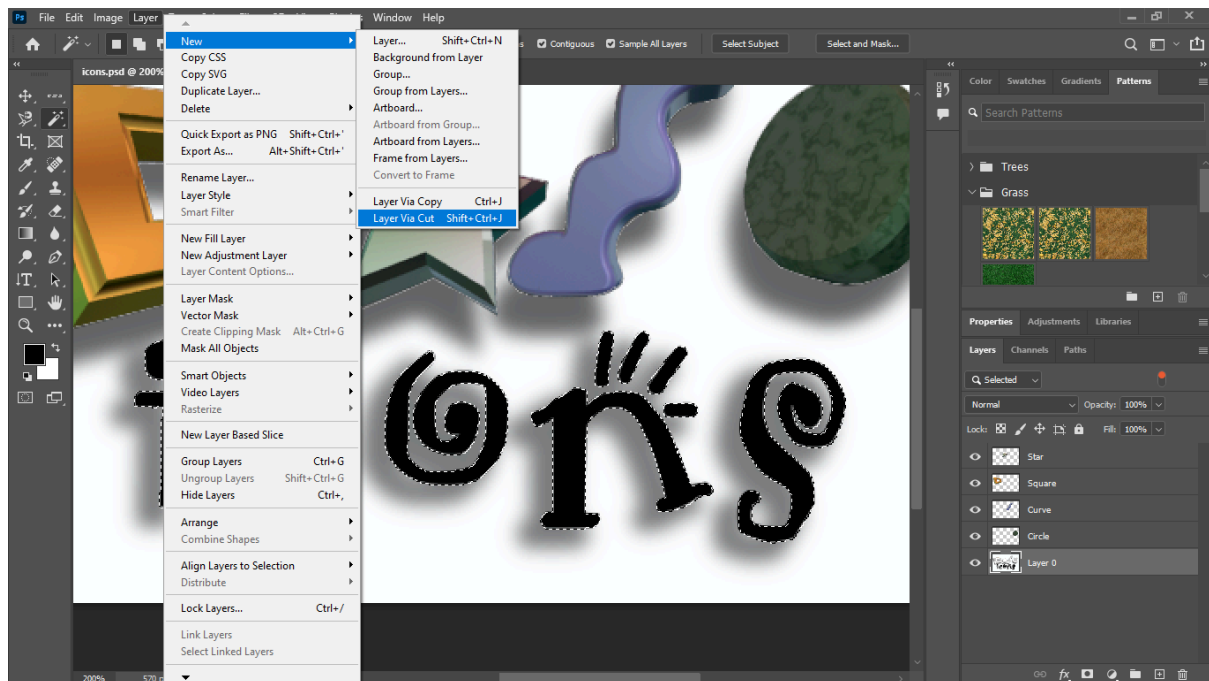 Ps File Edit Image Layer Window Help
Contiguous Sample All Layers Select Subject Select and Mask...
icons.psd @ 200%
New
Copy CSS
Copy SVG
Duplicate Layer...
Delete
Quick Export as PNG Shift+Ctrl+'
Export As... Alt+Shift+Ctrl+'
Rename Layer...
Layer Style
Smart Filter
New Fill Layer
New Adjustment Layer
Layer Content Options...
Layer Mask
Vector Mask
Create Clipping Mask Alt+Ctrl+G
Mask All Objects
Smart Objects
Video Layers
Rasterize
New Layer Based Slice
Group Layers Ctrl+G
Ungroup Layers Shift+Ctrl+G
Hide Layers Ctrl+,
Arrange
Combine Shapes
Align Layers to Selection
Distribute
Lock Layers... Ctrl+/
Link Layers
Select Linked Layers
Layer... Shift+Ctrl+N
Background from Layer
Group...
Group from Layers...
Artboard...
Artboard from Group...
Artboard from Layers...
Frame from Layers...
Convert to Frame
Layer Via Copy Ctrl+J
Layer Via Cut Shift+Ctrl+J
ons
200%
Color Swatches Gradients Patterns
Search Patterns
Trees
Grass
Properties Adjustments Libraries
Layers Channels Paths
Selected
Normal Opacity: 100%
Lock: Fill: 100%
Star
Square
Curve
Circle
Layer 0
fx